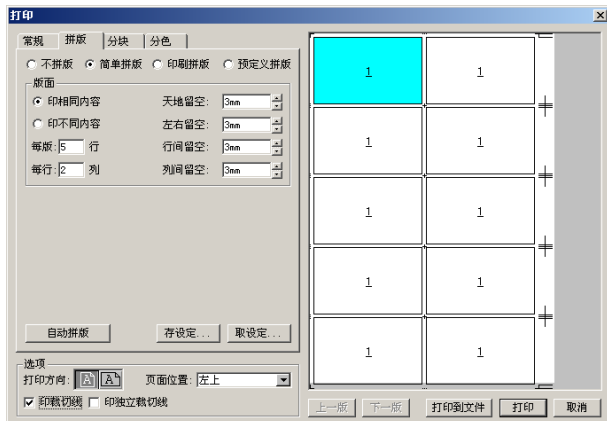 打印
常规 拼版 分块 分色
不拼版 简单拼版 印刷拼版 预定义拼版
版面
印相同内容 天地留空: 3mm
印不同内容 左右留空: 3mm
每版: 5 行 行间留空: 3mm
每行: 2 列 列间留空: 3mm
自动拼版 存设定... 取设定...
选项
打印方向: A A 页面位置: 左上
印裁切线 印独立裁切线
1 1
1 1
1 1
1 1
1 1
上一版 下一版 打印到文件 打印 取消